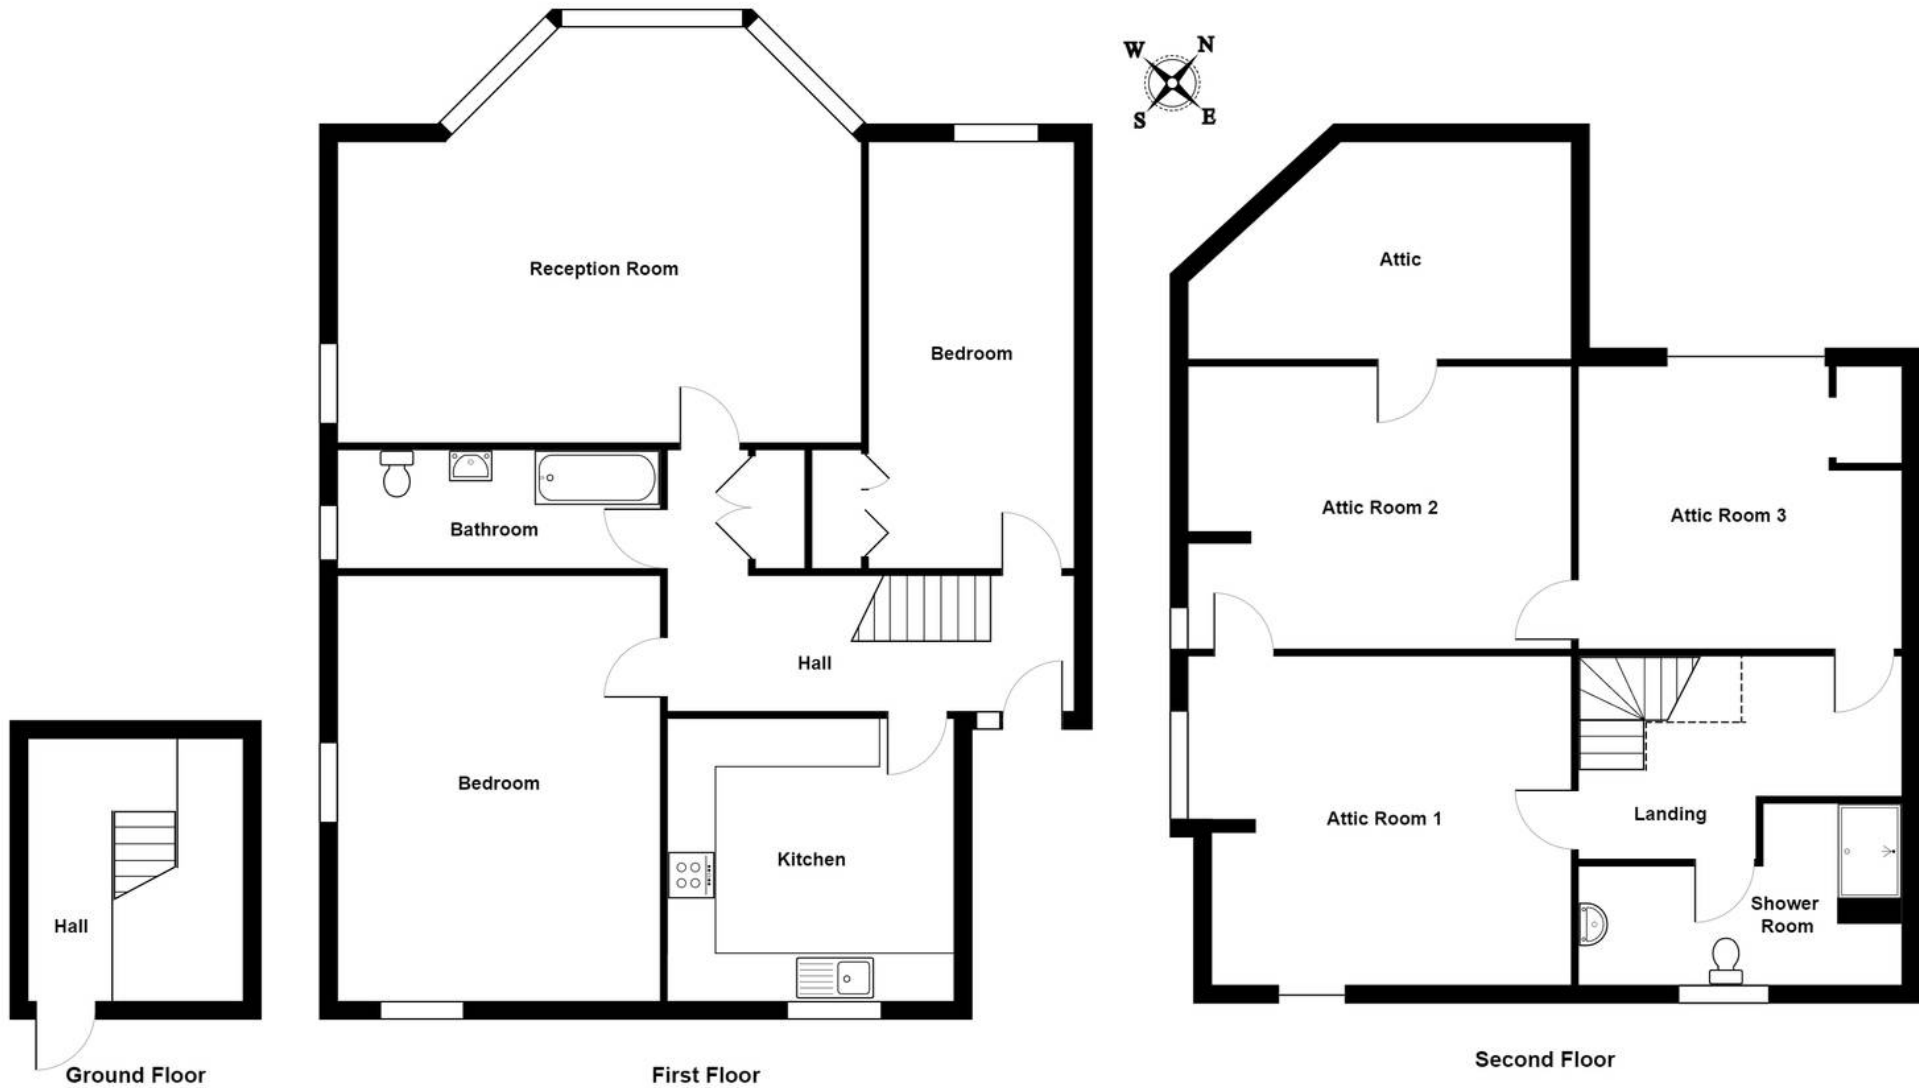 W N
S E
Reception Room
Bedroom
Bathroom
Hall
Bedroom
Kitchen
Hall
Attic
Attic Room 2
Attic Room 3
Attic Room 1
Landing
Shower
Room
Ground Floor
First Floor
Second Floor